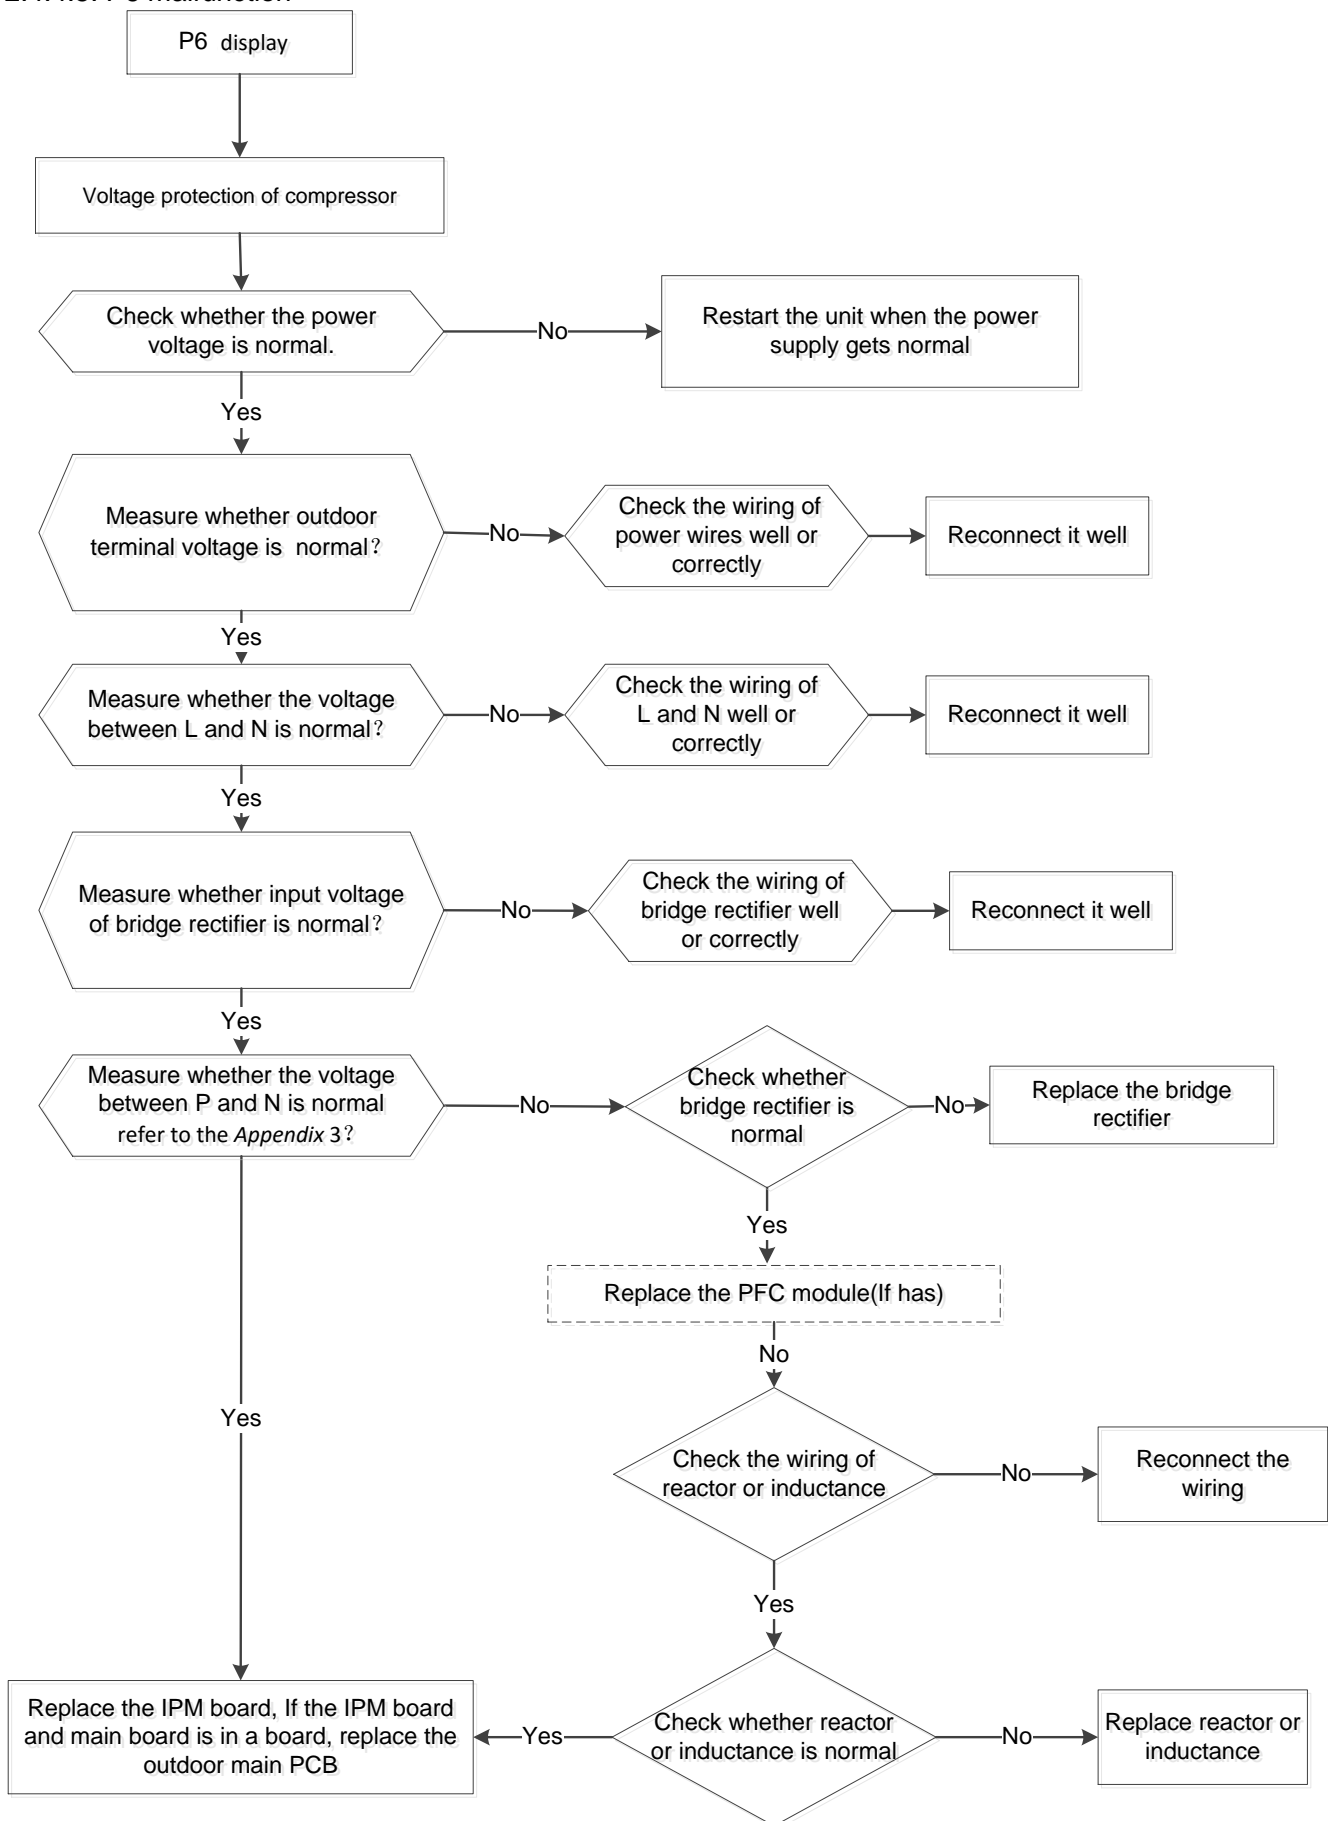 P6 display
Voltage protection of compressor
Check whether the power
voltage is normal.
No
Restart the unit when the power
supply gets normal
Yes
Measure whether outdoor
terminal voltage is normal?
No
Check the wiring of
power wires well or
correctly
Reconnect it well
Yes
Measure whether the voltage
between L and N is normal?
No
Check the wiring of
L and N well or
correctly
Reconnect it well
Yes
Measure whether input voltage
of bridge rectifier is normal?
No
Check the wiring of
bridge rectifier well
or correctly
Reconnect it well
Yes
Measure whether the voltage
between P and N is normal
refer to the Appendix 3?
No
Check whether
bridge rectifier is
normal
No
Replace the bridge
rectifier
Yes
Replace the PFC module(If has)
No
Yes
Check the wiring of
reactor or inductance
No
Reconnect the
wiring
Yes
Replace the IPM board, If the IPM board
and main board is in a board, replace the
outdoor main PCB
Yes
Check whether reactor
or inductance is normal
No
Replace reactor or
inductance